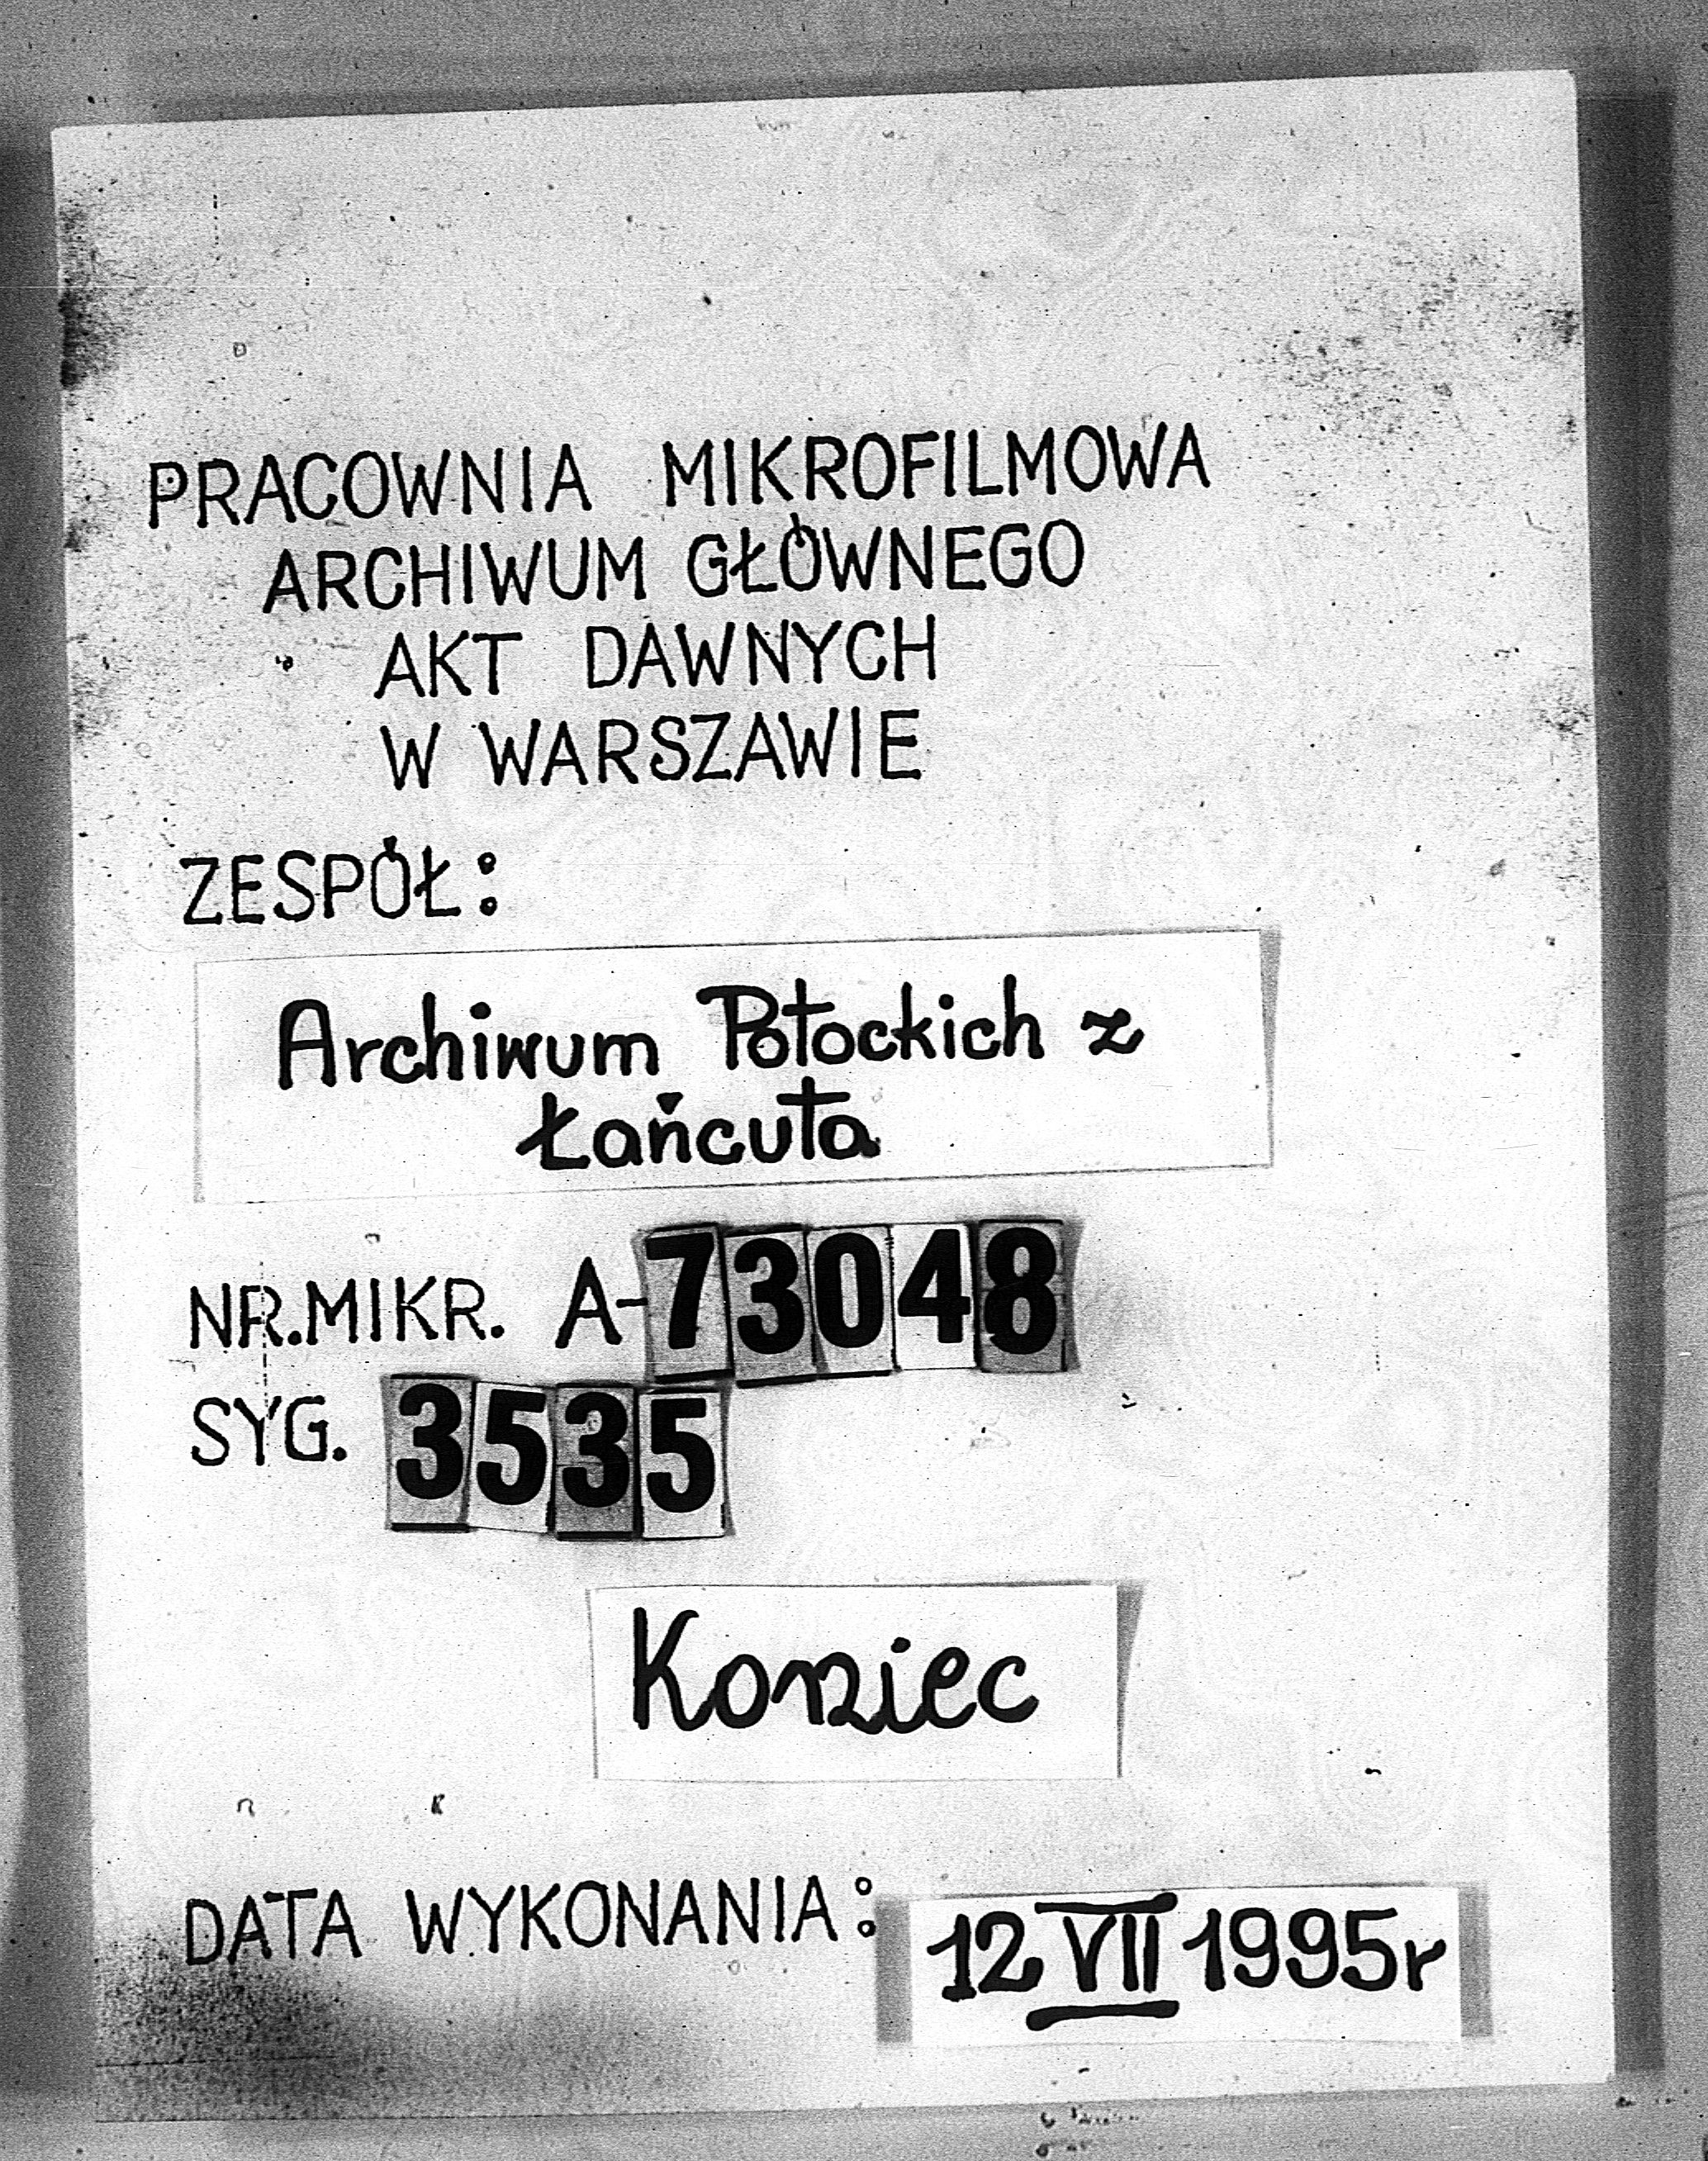 PRACOWNIA MIKROFILMOWA
ARCHIWUM GŁÓWNEGO
AKT DAWNYCH
W WARSZAWIE
ZESPÓŁ:
Archiwum Potockich z
Łańcuta
NR.MIKR. A-73048
SYG. 3535
Koniec
DATA WYKONANIA: 12 VII 1995r